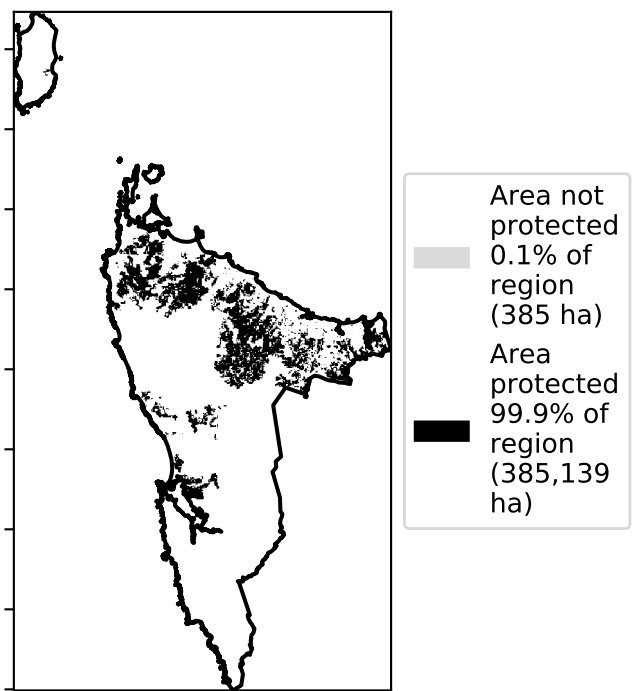 Area not
protected
0.1% of
region
(385 ha)
Area
protected
99.9% of
region
(385,139
ha)